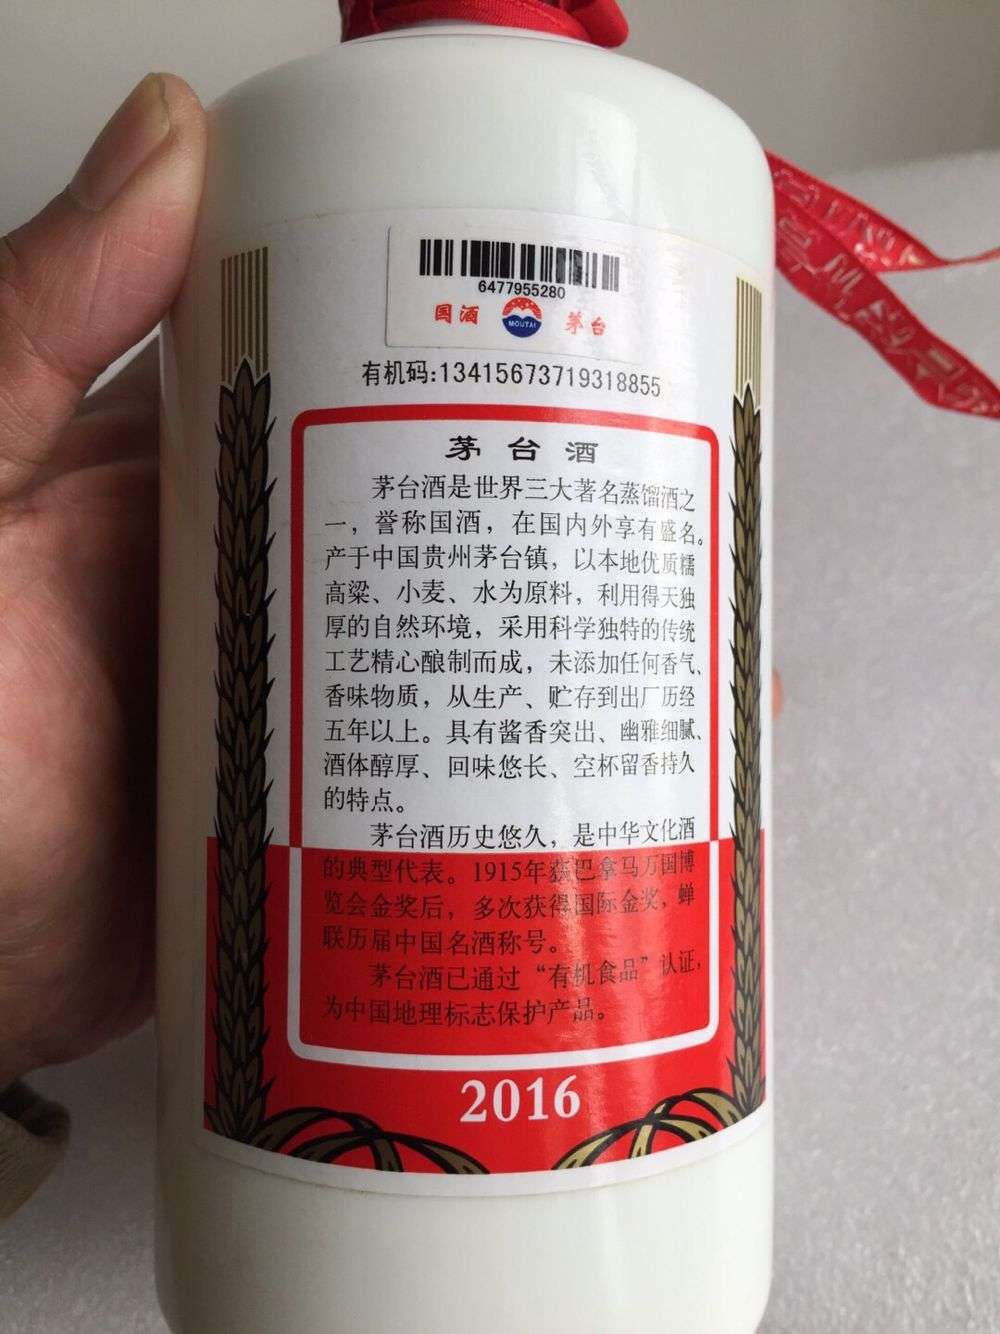 6477955280
国酒 MOUTAI 茅台
有机码:13415673719318855
茅台酒
茅台酒是世界三大著名蒸馏酒之
一，誉称国酒，在国内外享有盛名。
产于中国贵州茅台镇，以本地优质糯
高粱、小麦、水为原料，利用得天独
厚的自然环境，采用科学独特的传统
工艺精心酿制而成，未添加任何香气、
香味物质，从生产、贮存到出厂历经
五年以上。具有酱香突出、幽雅细腻、
酒体醇厚、回味悠长、空杯留香持久
的特点。
茅台酒历史悠久，是中华文化酒
的典型代表。1915年获巴拿马万国博
览会金奖后，多次获得国际金奖，蝉
联历届中国名酒称号。
茅台酒已通过“有机食品”认证，
为中国地理标志保护产品。
2016